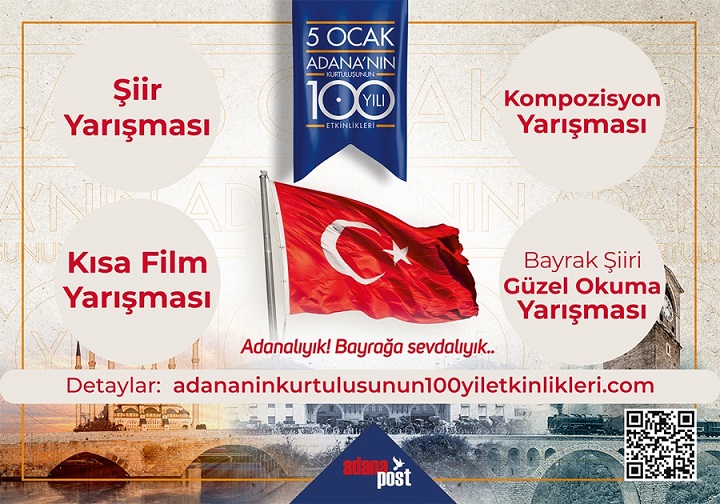 5 OCAK
ADANA'NIN
KURTULUŞUNUN
100 YILI
ETKİNLİKLERİ
Şiir
Yarışması
Kompozisyon
Yarışması
Kısa Film
Yarışması
Bayrak Şiiri
Güzel Okuma
Yarışması
Adanalıyık! Bayrağa sevdalıyık..
Detaylar: adananinkurtulusunun100yiletkinlikleri.com
adana
post